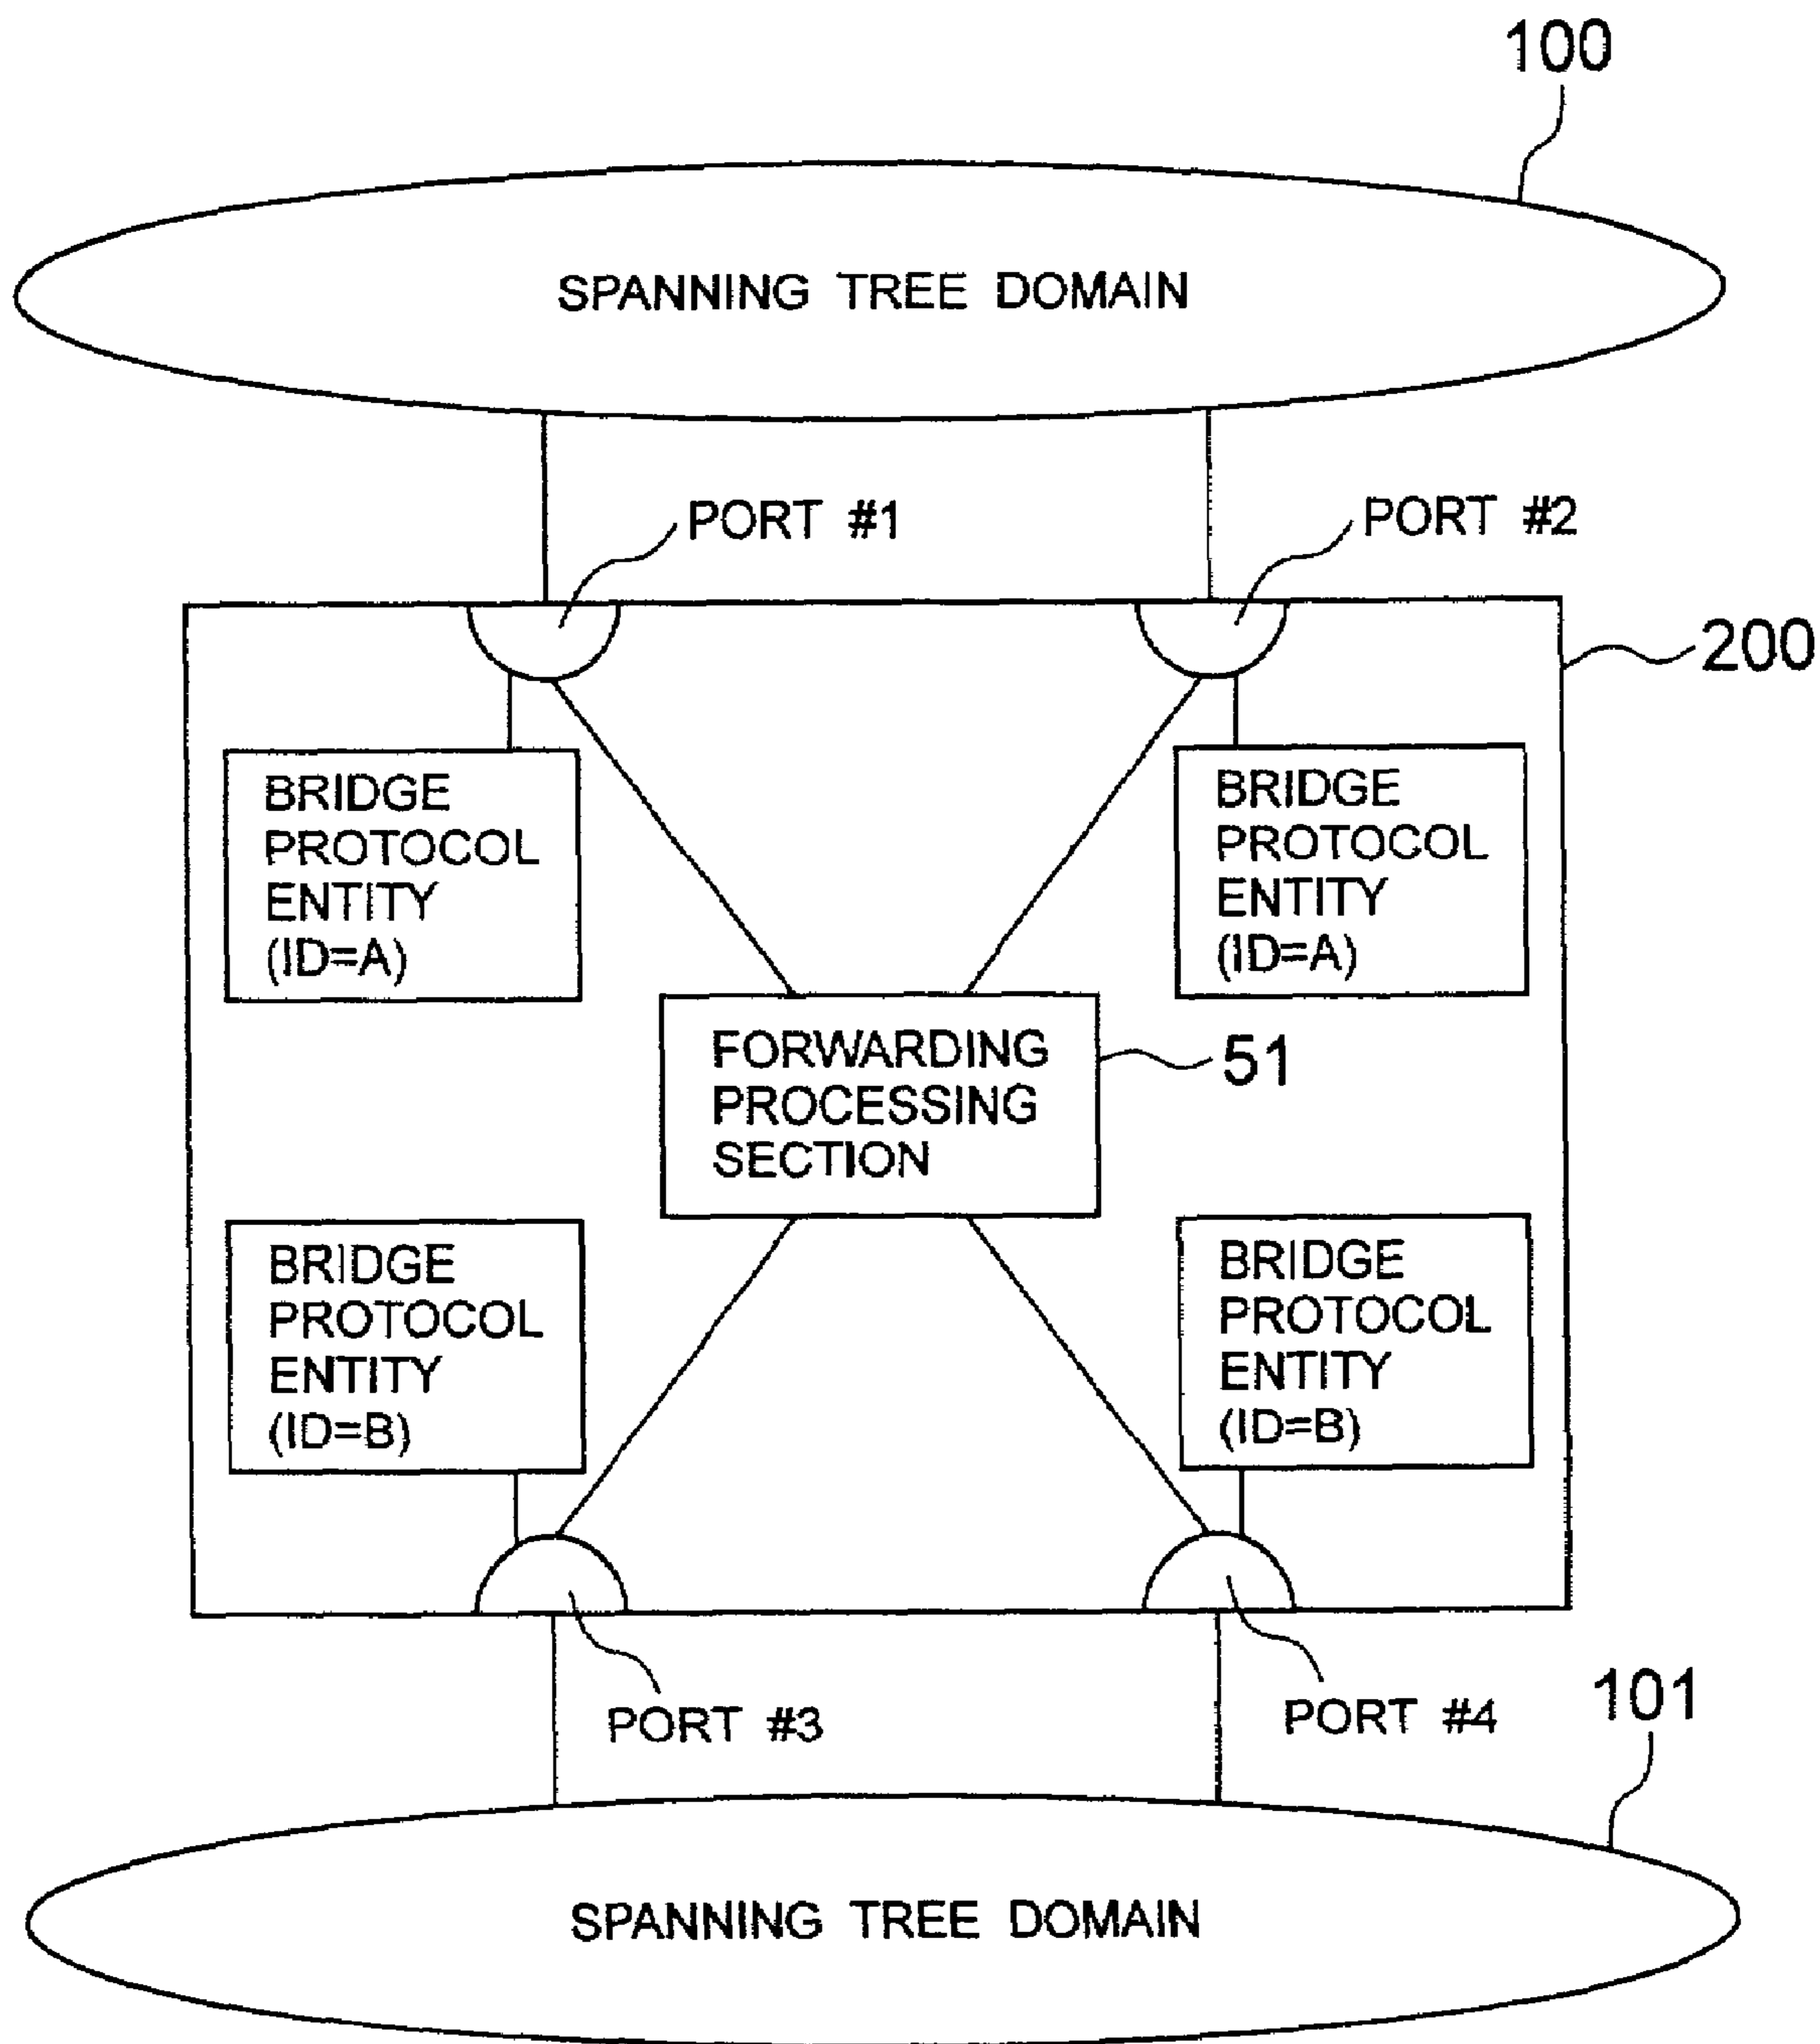 100
SPANNING TREE DOMAIN
PORT #1
PORT #2
200
BRIDGE
PROTOCOL
ENTITY
(ID=A)
BRIDGE
PROTOCOL
ENTITY
(ID=A)
FORWARDING
PROCESSING
SECTION
51
BRIDGE
PROTOCOL
ENTITY
(ID=B)
BRIDGE
PROTOCOL
ENTITY
(ID=B)
PORT #3
PORT #4
101
SPANNING TREE DOMAIN